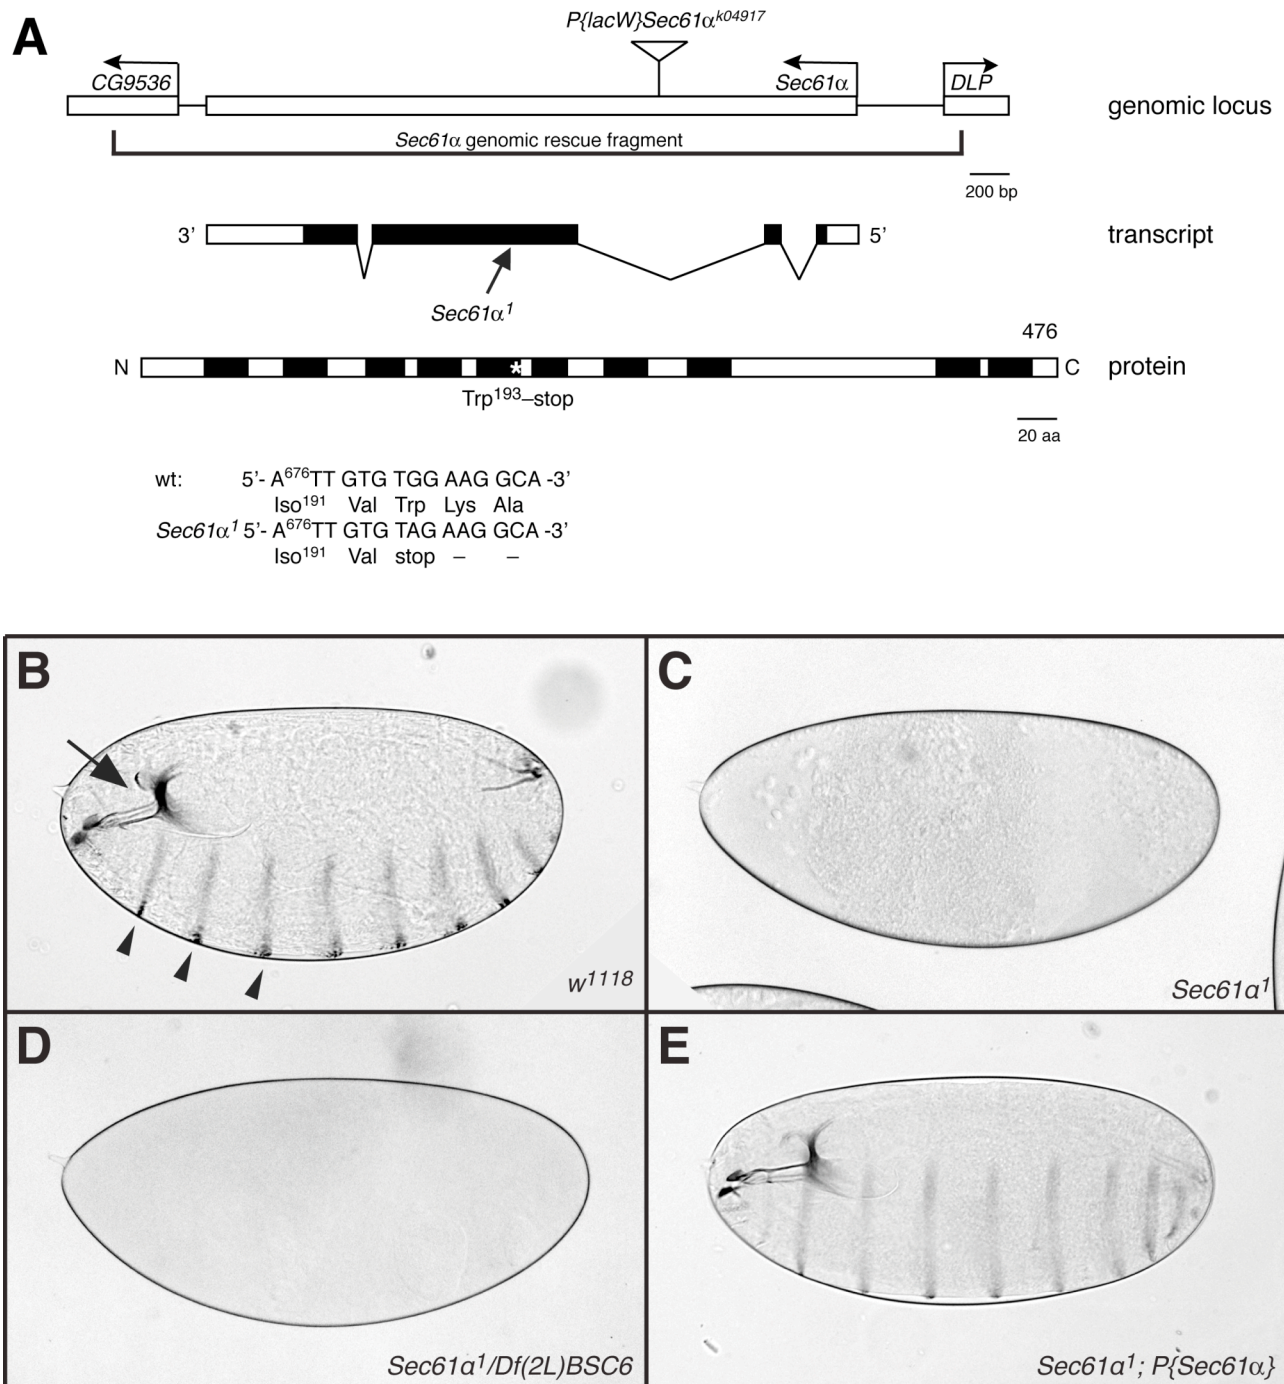 A
P{lacW}Sec61α^k04917
CG9536
Sec61α
DLP
genomic locus
Sec61α genomic rescue fragment
200 bp
3’
5’
transcript
Sec61α^1
476
N
*
C
protein
Trp^193–stop
20 aa
wt: 5’- A^676TT GTG TGG AAG GCA -3’
Iso^191 Val Trp Lys Ala
Sec61α^1 5’- A^676TT GTG TAG AAG GCA -3’
Iso^191 Val stop – –
B
w^1118
C
Sec61α^1
D
Sec61α^1/Df(2L)BSC6
E
Sec61α^1; P{Sec61α}